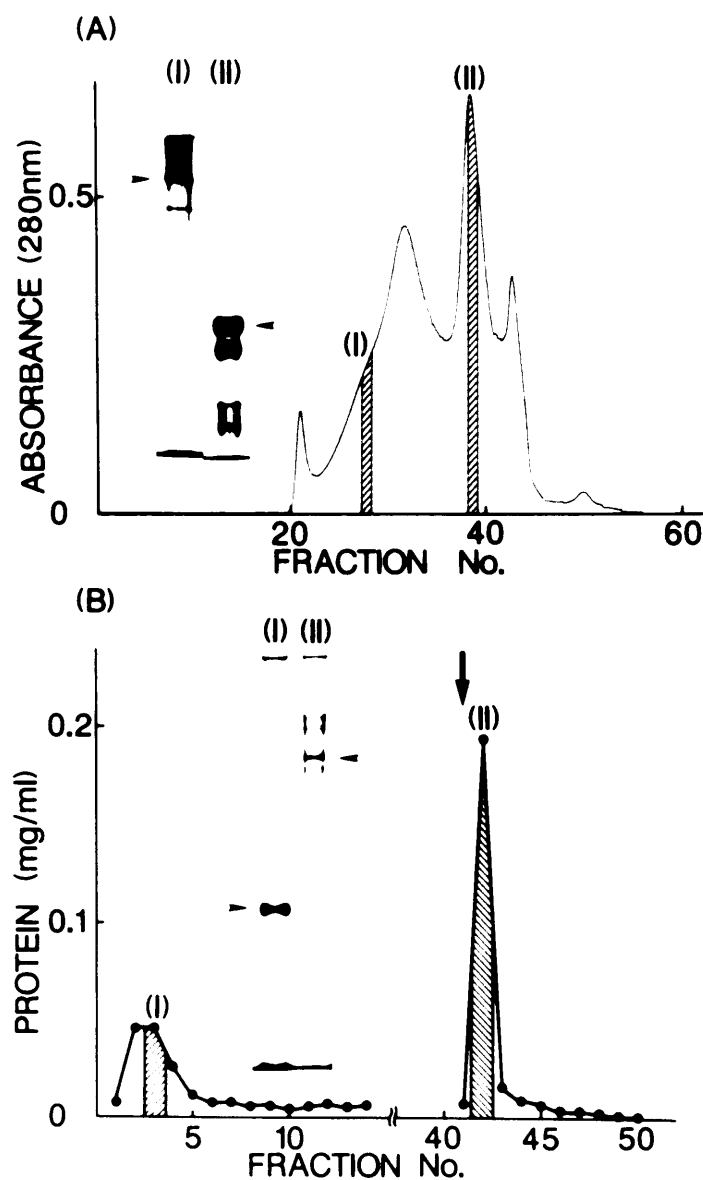 (A)
(I) (II) (II)
0.5
(I)
ABSORBANCE (280nm)
0
20 40 60
FRACTION No.
(B)
(I) (II)
(II)
0.2
PROTEIN (mg/ml)
0.1
(I)
0
5 10 40 45 50
FRACTION No.